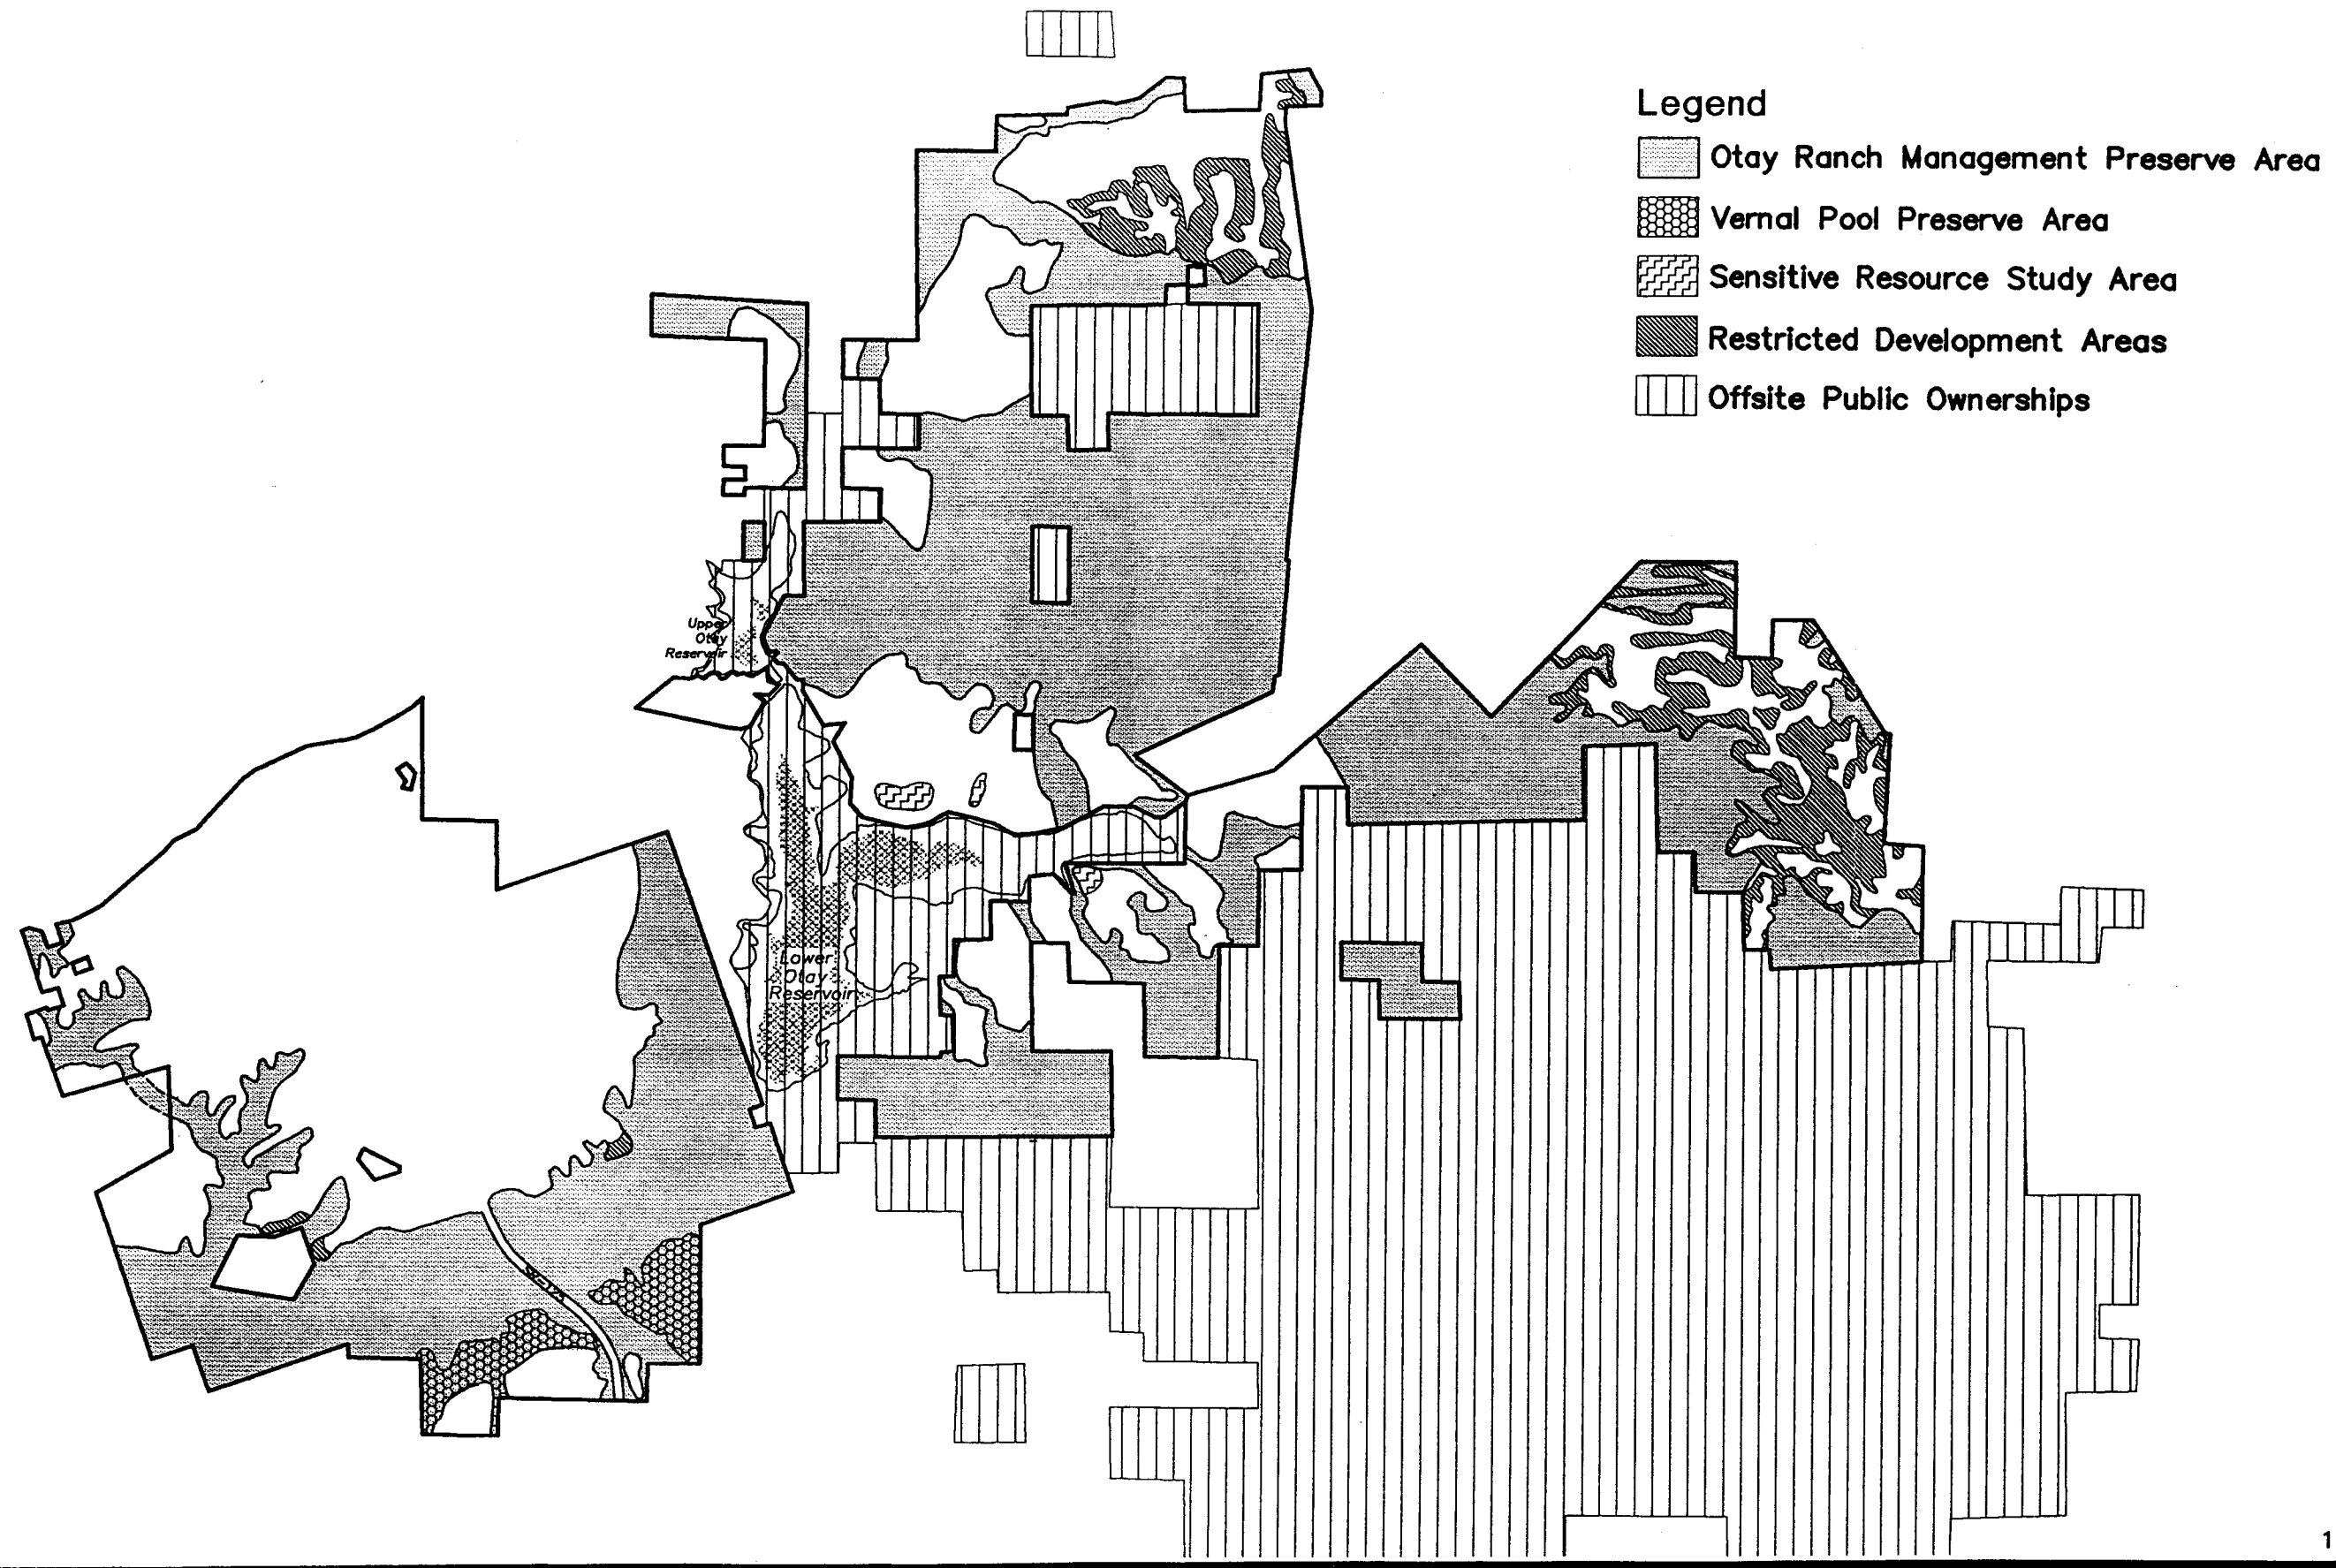 Legend
Otay Ranch Management Preserve Area
Vernal Pool Preserve Area
Sensitive Resource Study Area
Restricted Development Areas
Offsite Public Ownerships
Upper
Otay
Reservoir
Lower
Otay
Reservoir
1